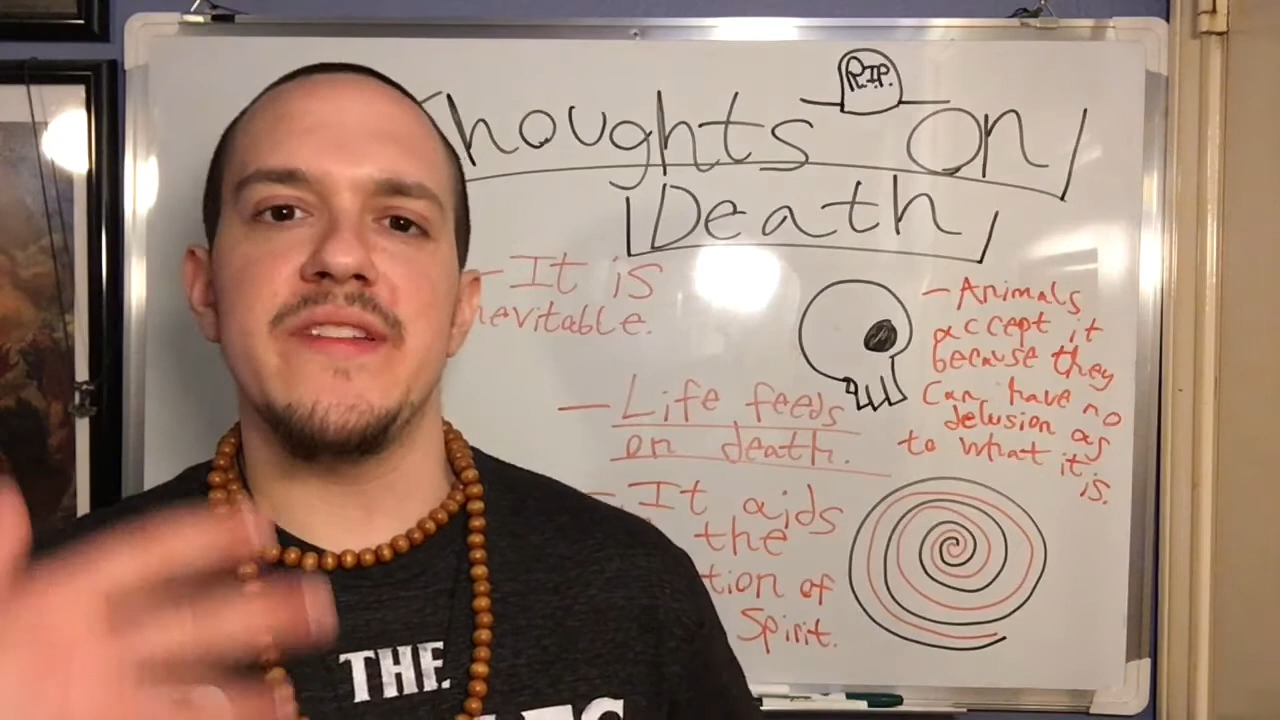 R.I.P.
Thoughts On
Death
- It is
inevitable.
- Animals
accept it
because they
can have no
delusion as
to what it
is.
- Life feeds
on death.
- It aids
the
tion of
Spirit.
THE